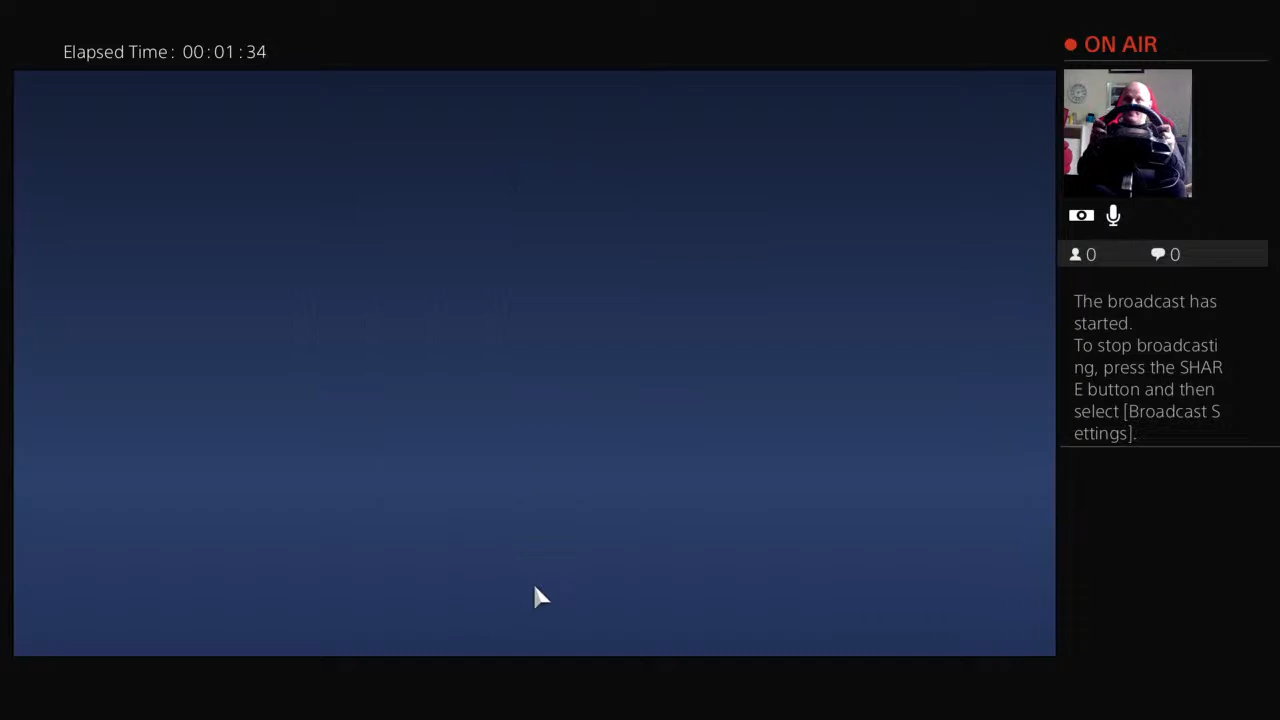 Elapsed Time: 00:01:34
ON AIR
0 0
The broadcast has
started.
To stop broadcasti
ng, press the SHAR
E button and then
select [Broadcast S
ettings].